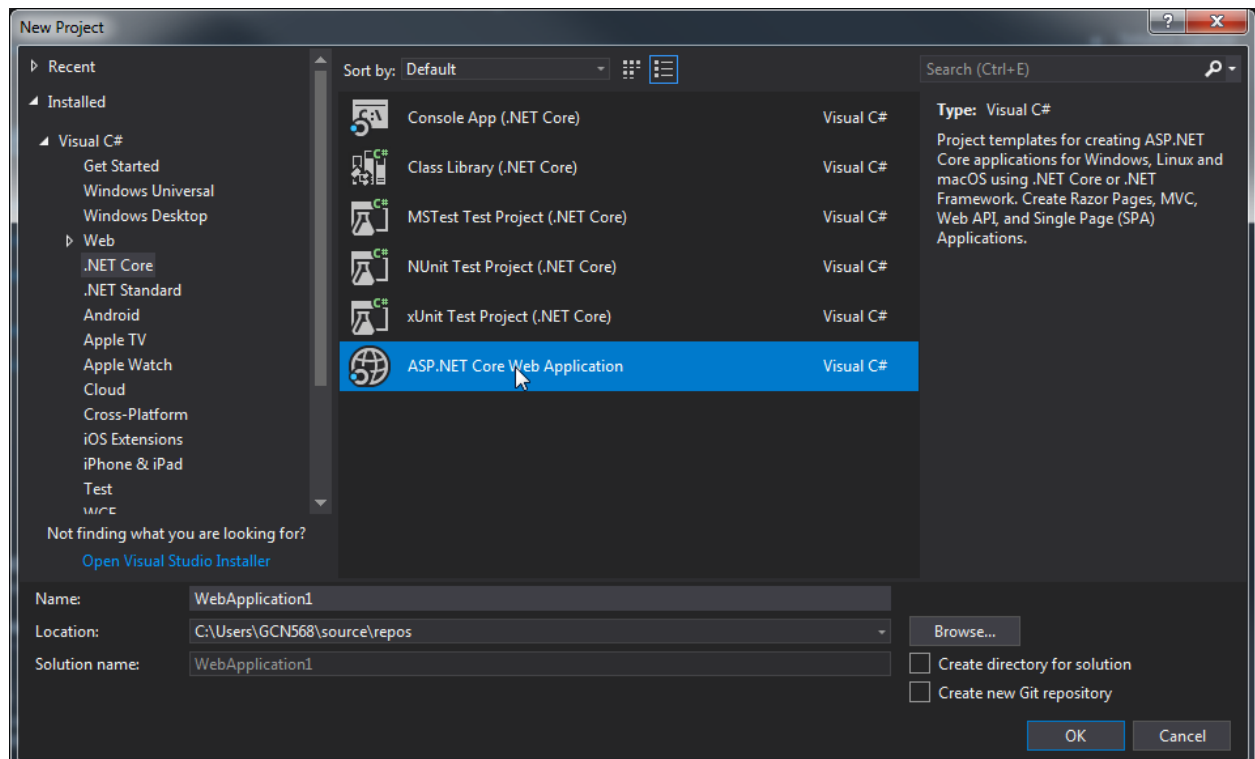 New Project
?
X
Recent
Installed
Visual C#
Get Started
Windows Universal
Windows Desktop
Web
.NET Core
.NET Standard
Android
Apple TV
Apple Watch
Cloud
Cross-Platform
iOS Extensions
iPhone & iPad
Test
WCF
Not finding what you are looking for?
Open Visual Studio Installer
Sort by: Default
Console App (.NET Core) Visual C#
Class Library (.NET Core) Visual C#
MSTest Test Project (.NET Core) Visual C#
NUnit Test Project (.NET Core) Visual C#
xUnit Test Project (.NET Core) Visual C#
ASP.NET Core Web Application Visual C#
Search (Ctrl+E)
Type: Visual C#
Project templates for creating ASP.NET
Core applications for Windows, Linux and
macOS using .NET Core or .NET
Framework. Create Razor Pages, MVC,
Web API, and Single Page (SPA)
Applications.
Name: WebApplication1
Location: C:\Users\GCN568\source\repos Browse...
Solution name: WebApplication1
Create directory for solution
Create new Git repository
OK Cancel